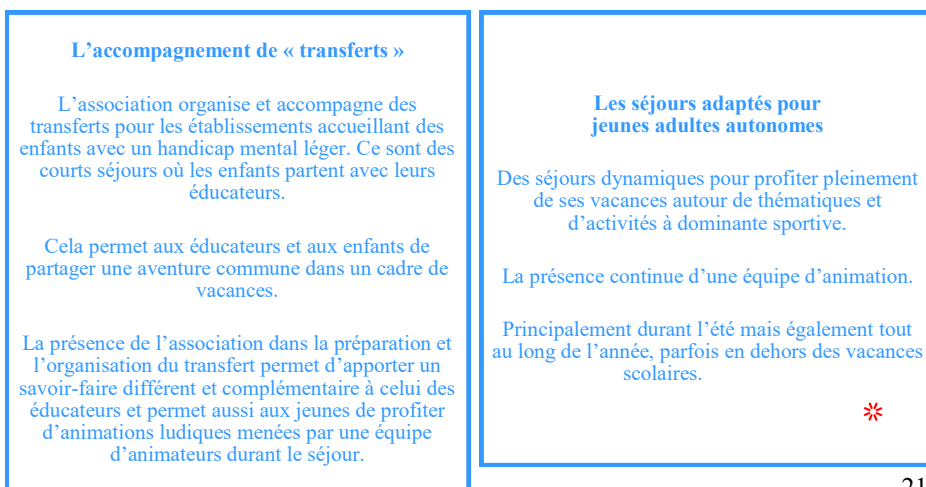 L’accompagnement de « transferts »
L’association organise et accompagne des
transferts pour les établissements accueillant des
enfants avec un handicap mental léger. Ce sont des
courts séjours où les enfants partent avec leurs
éducateurs.
Cela permet aux éducateurs et aux enfants de
partager une aventure commune dans un cadre de
vacances.
La présence de l’association dans la préparation et
l’organisation du transfert permet d’apporter un
savoir-faire différent et complémentaire à celui des
éducateurs et permet aussi aux jeunes de profiter
d’animations ludiques menées par une équipe
d’animateurs durant le séjour.
Les séjours adaptés pour
jeunes adultes autonomes
Des séjours dynamiques pour profiter pleinement
de ses vacances autour de thématiques et
d’activités à dominante sportive.
La présence continue d’une équipe d’animation.
Principalement durant l’été mais également tout
au long de l’année, parfois en dehors des vacances
scolaires.
21